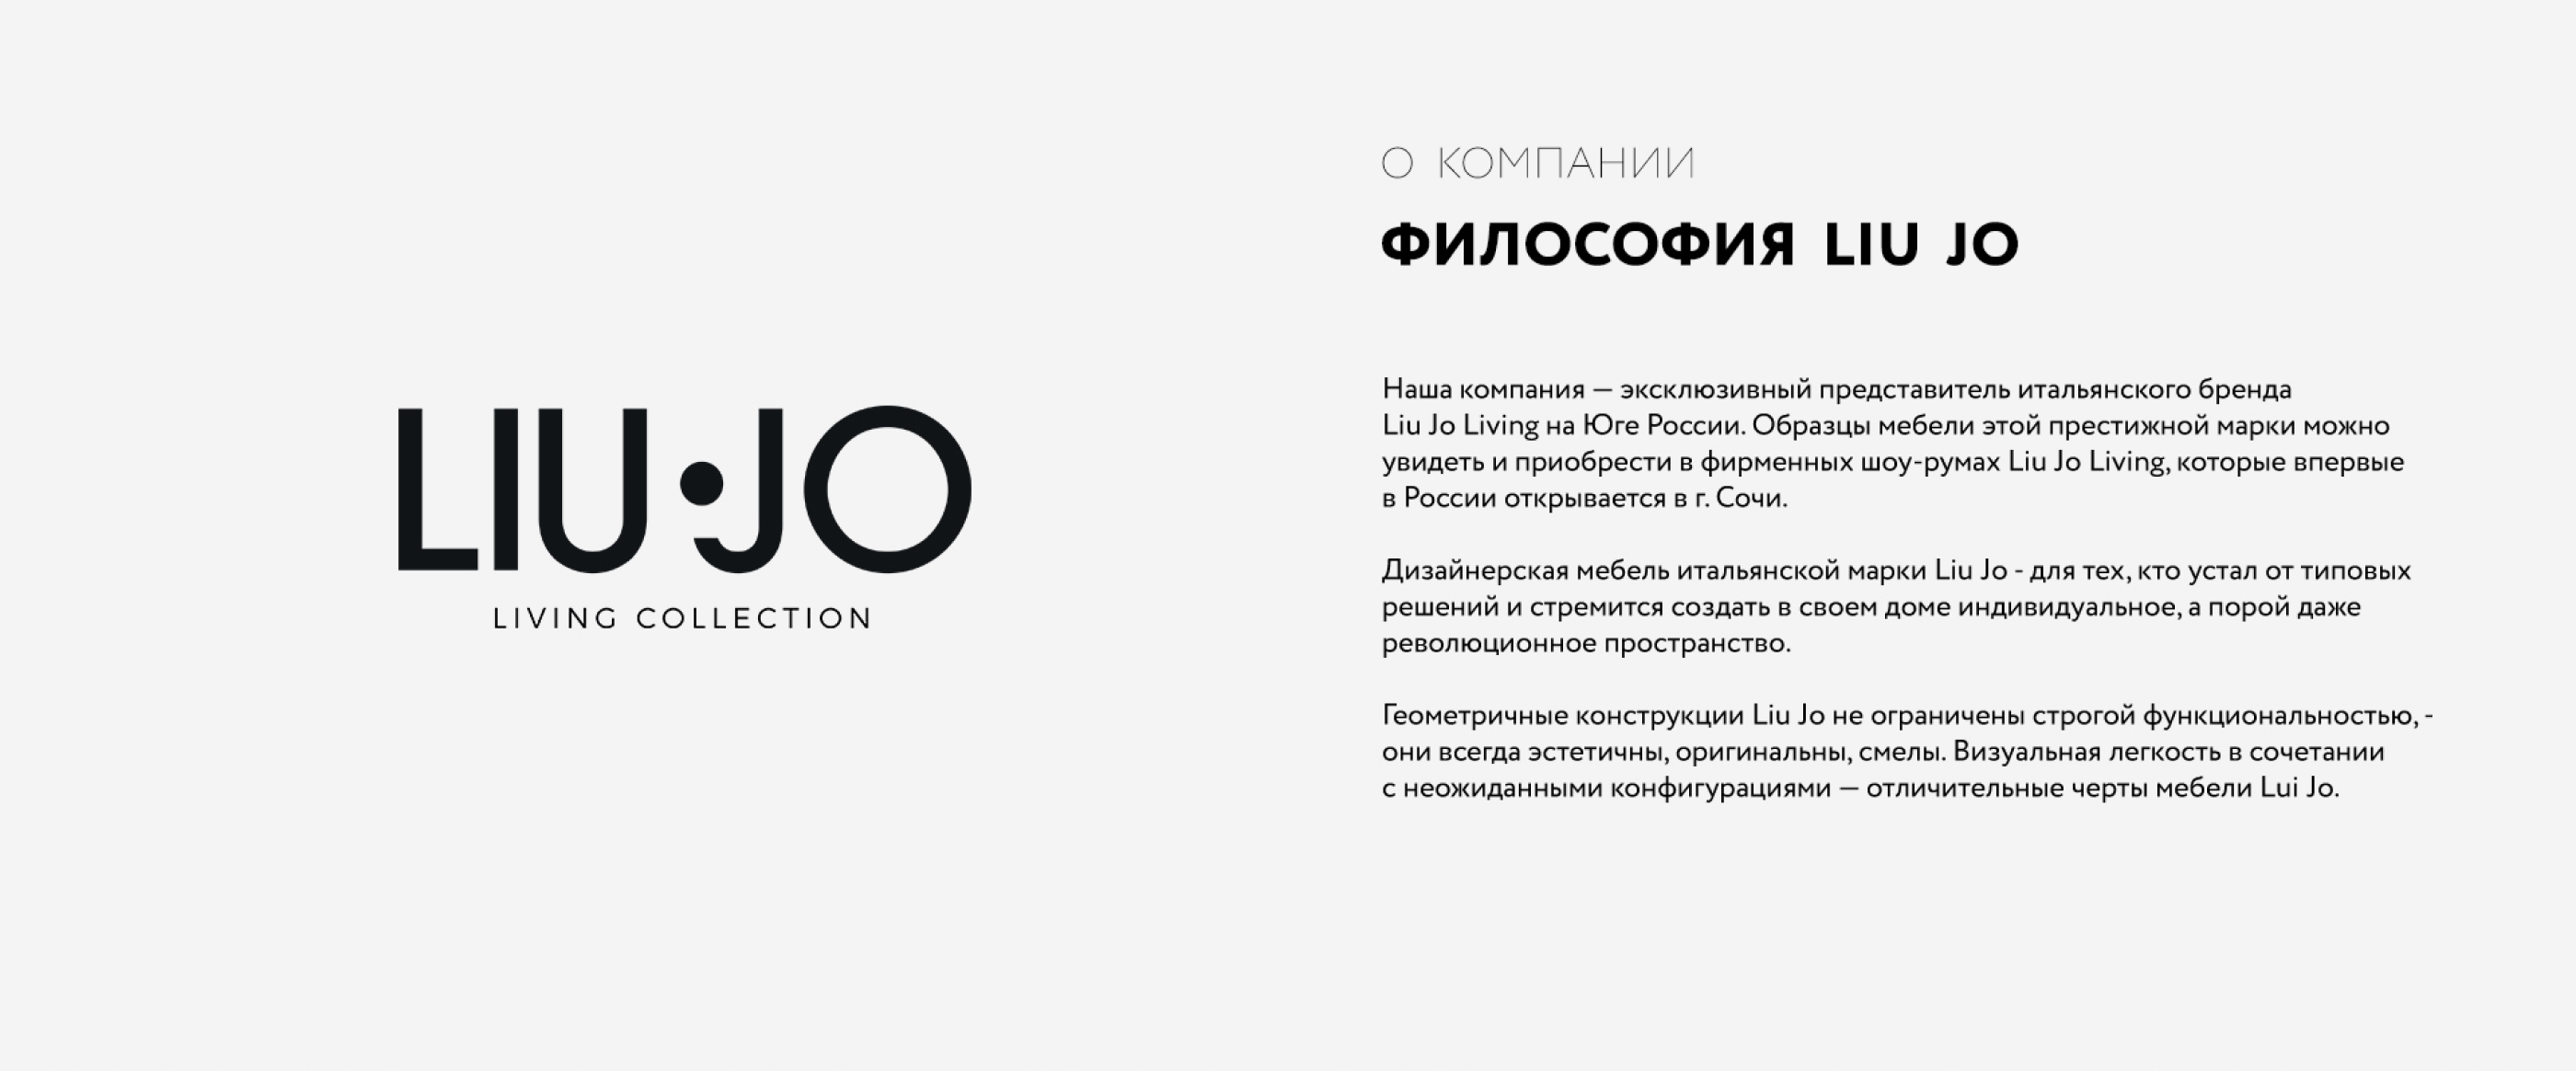 LIU·JO
LIVING COLLECTION
О КОМПАНИИ
ФИЛОСОФИЯ LIU JO
Наша компания — эксклюзивный представитель итальянского бренда
Liu Jo Living на Юге России. Образцы мебели этой престижной марки можно
увидеть и приобрести в фирменных шоу-румах Liu Jo Living, которые впервые
в России открывается в г. Сочи.
Дизайнерская мебель итальянской марки Liu Jo - для тех, кто устал от типовых
решений и стремится создать в своем доме индивидуальное, а порой даже
революционное пространство.
Геометричные конструкции Liu Jo не ограничены строгой функциональностью, -
они всегда эстетичны, оригинальны, смелы. Визуальная легкость в сочетании
с неожиданными конфигурациями — отличительные черты мебели Lui Jo.